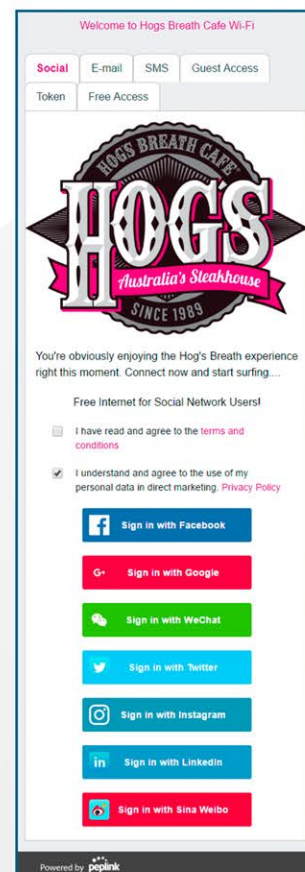 Welcome to Hogs Breath Cafe Wi-Fi
Social E-mail SMS Guest Access
Token Free Access
HOG'S BREATH CAFE
HOG'S
Australia's Steakhouse
SINCE 1989
You're obviously enjoying the Hog's Breath experience
right this moment. Connect now and start surfing....
Free Internet for Social Network Users!
I have read and agree to the terms and
conditions
I understand and agree to the use of my
personal data in direct marketing. Privacy Policy
f Sign in with Facebook
G+ Sign in with Google
Sign in with WeChat
Sign in with Twitter
Sign in with Instagram
in Sign in with LinkedIn
Sign in with Sina Weibo
Powered by peplink